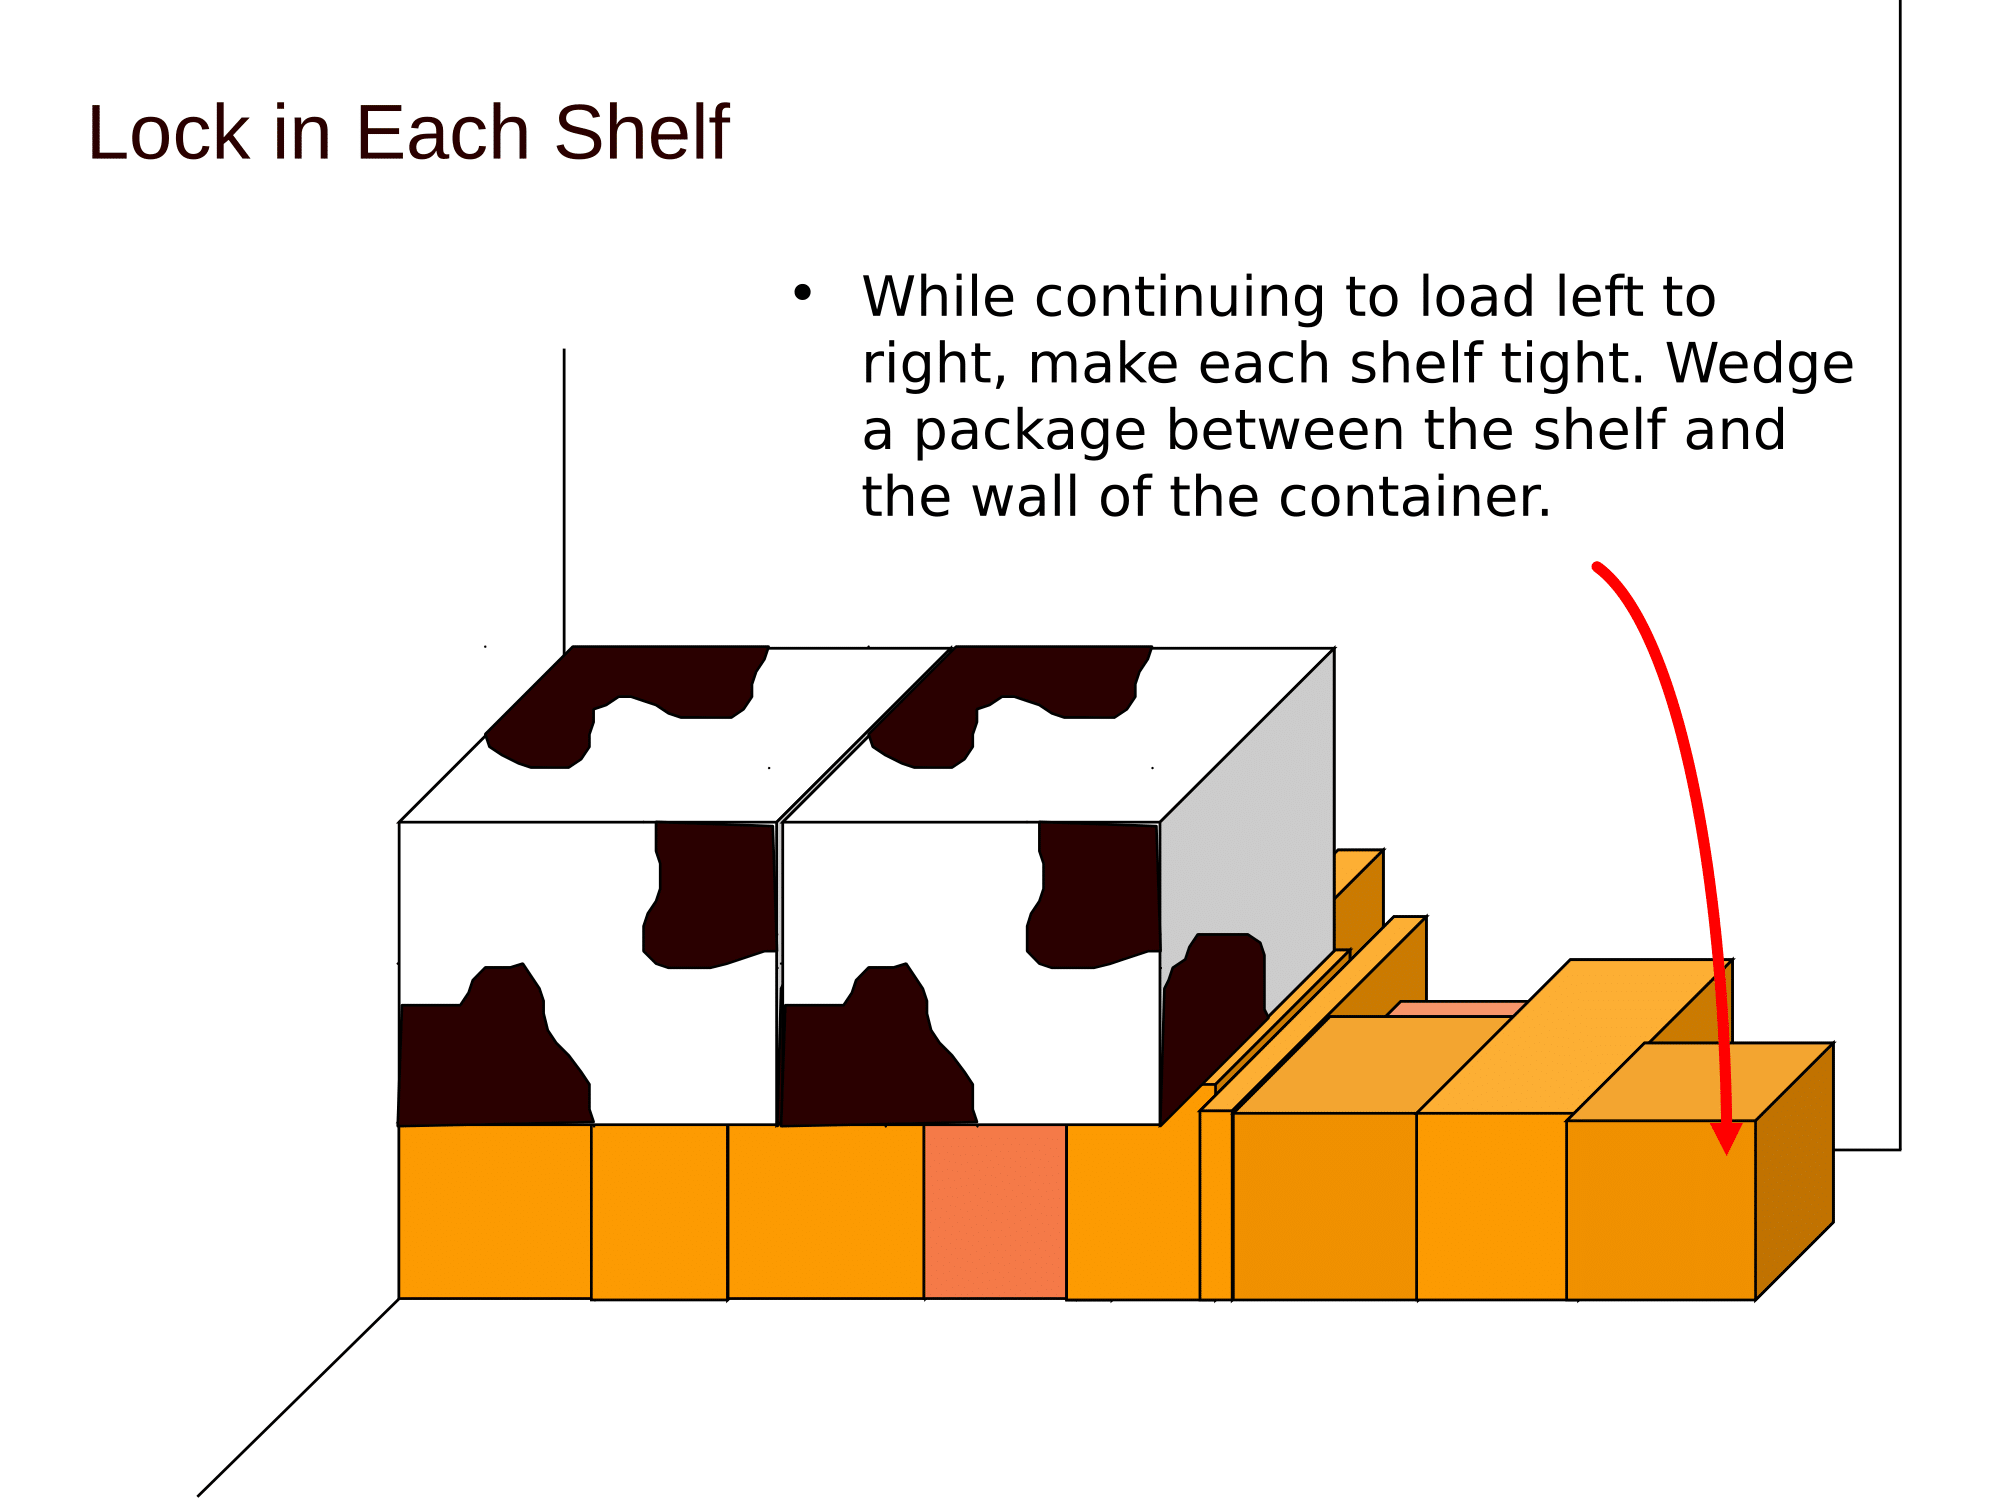 Lock in Each Shelf
• While continuing to load left to
right, make each shelf tight. Wedge
a package between the shelf and
the wall of the container.